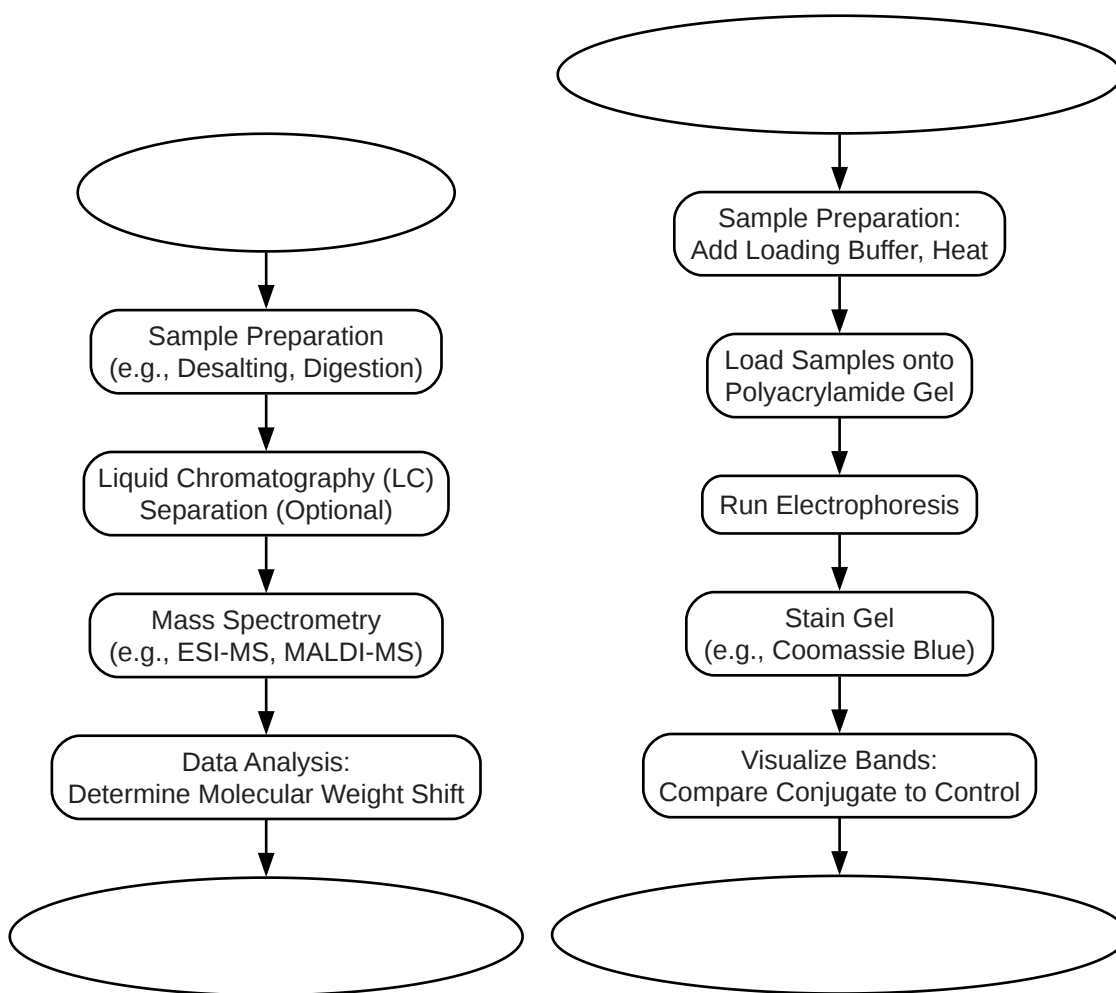 Sample Preparation
(e.g., Desalting, Digestion)
Liquid Chromatography (LC)
Separation (Optional)
Mass Spectrometry
(e.g., ESI-MS, MALDI-MS)
Data Analysis:
Determine Molecular Weight Shift
Sample Preparation:
Add Loading Buffer, Heat
Load Samples onto
Polyacrylamide Gel
Run Electrophoresis
Stain Gel
(e.g., Coomassie Blue)
Visualize Bands:
Compare Conjugate to Control